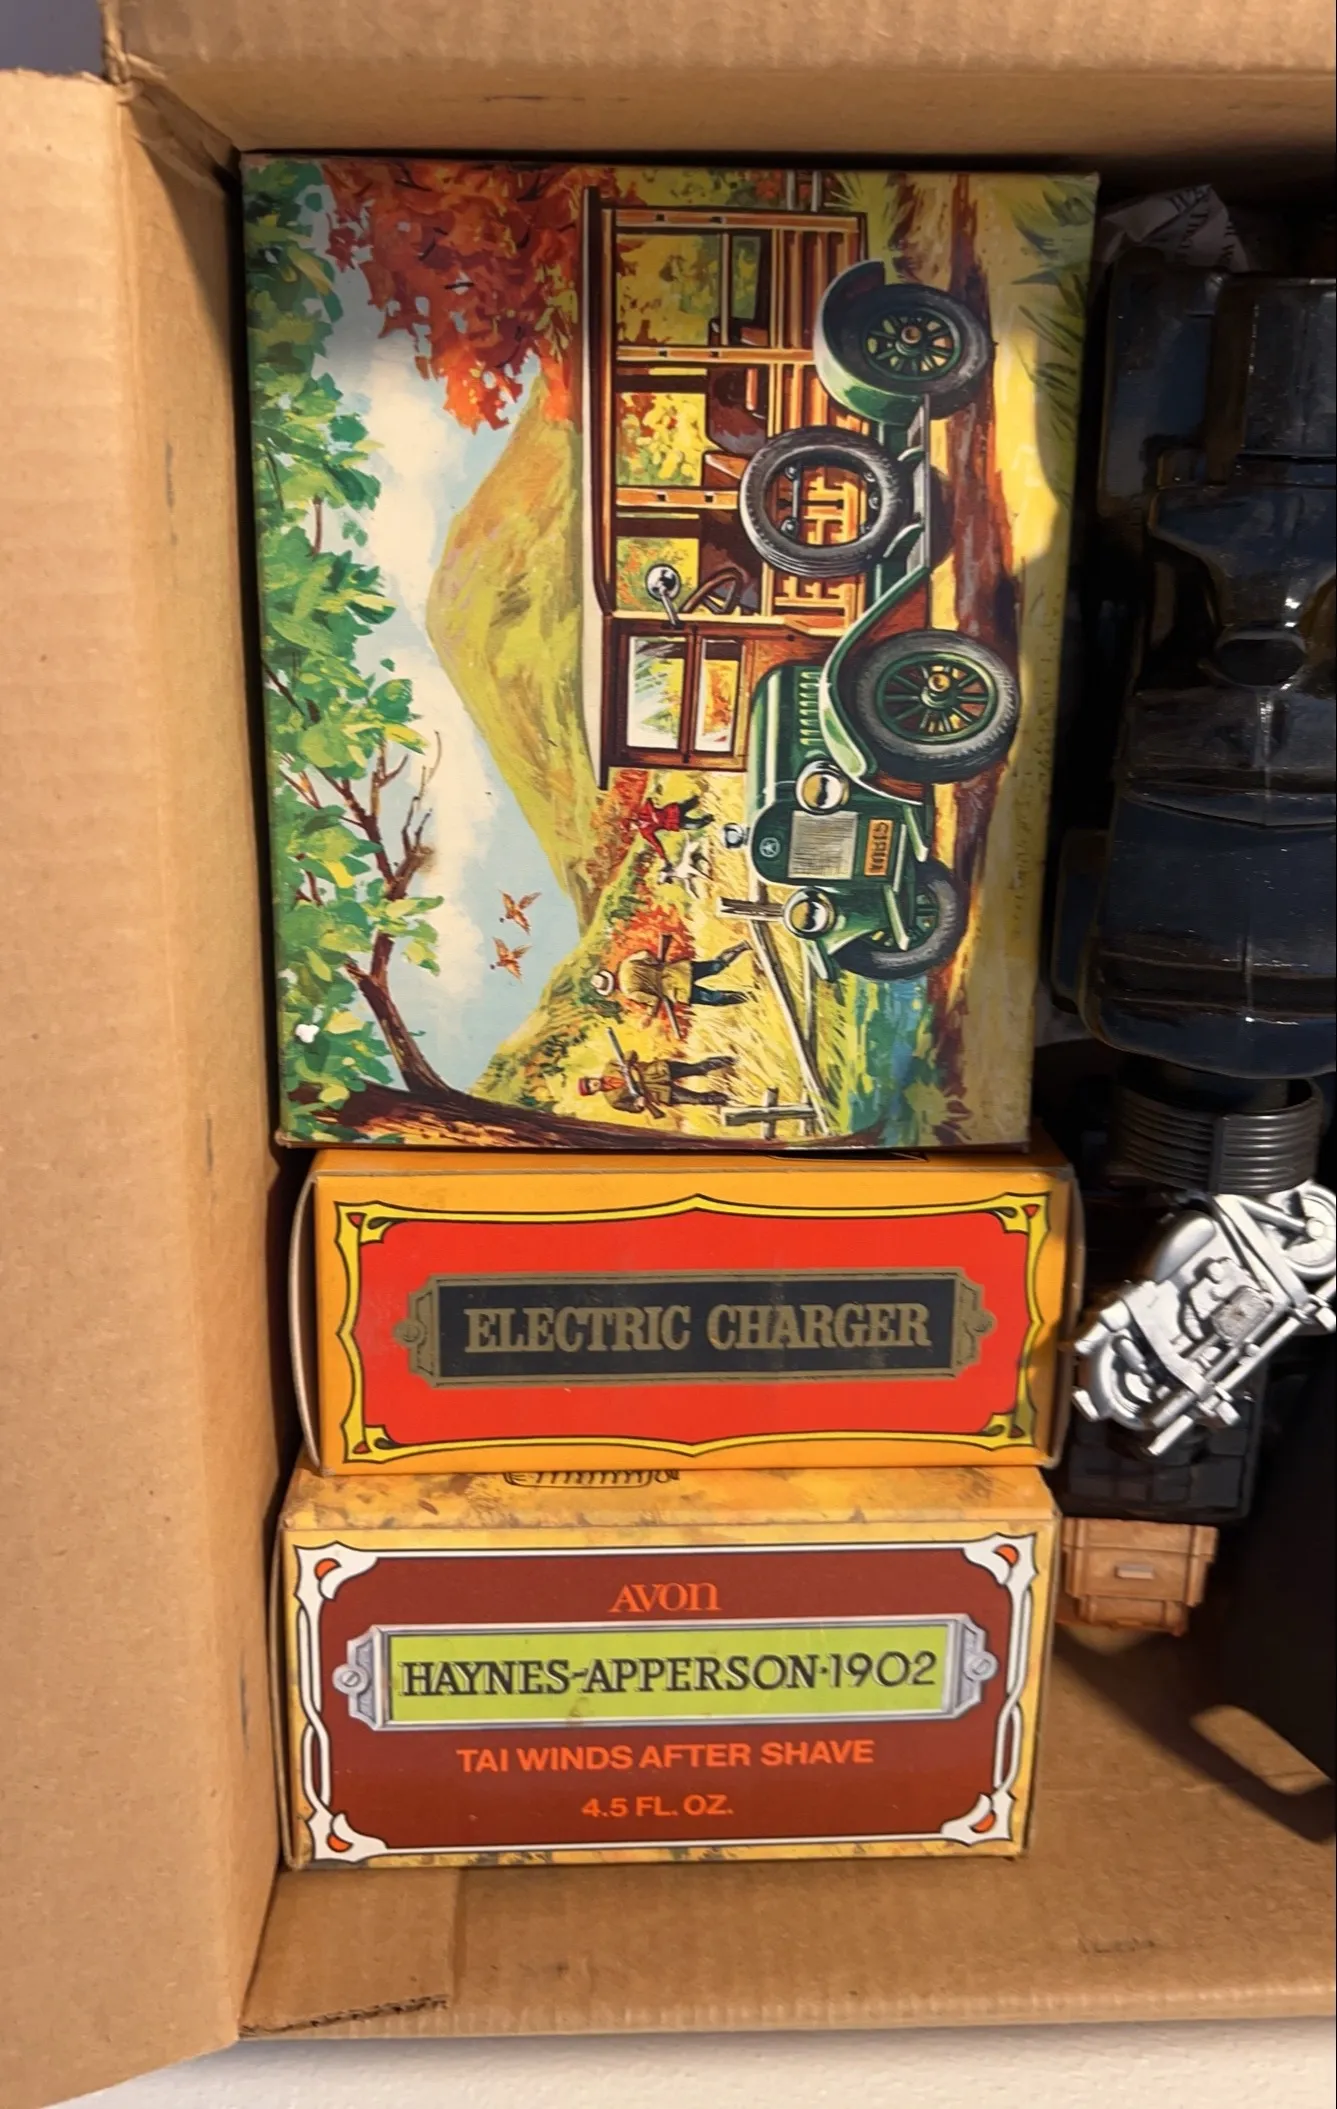 ELECTRIC CHARGER
AVON
HAYNES-APPERSON·1902
TAI WINDS AFTER SHAVE
4.5 FL. OZ.